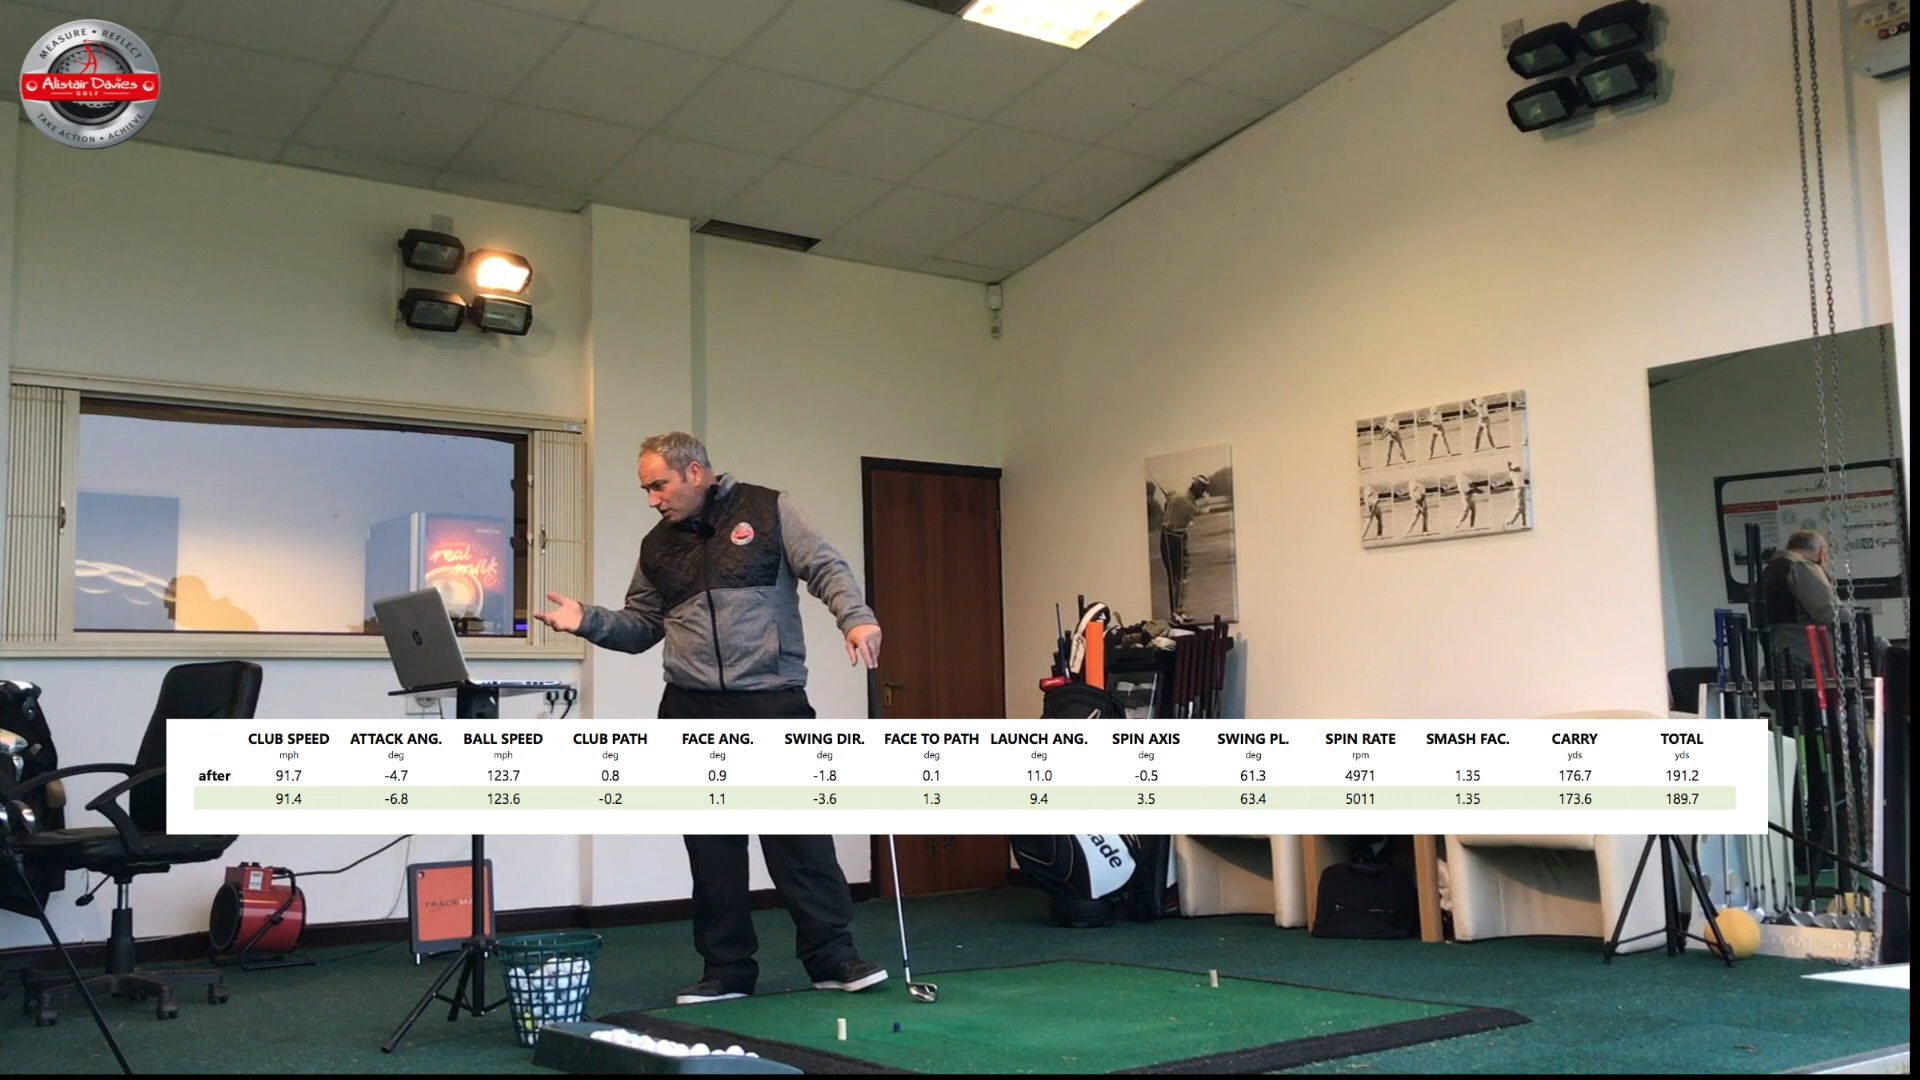 MEASURE • REFLECT
Alistair Davies
GOLF
TAKE ACTION • ACHIEVE
real
milk
CLUB SPEED ATTACK ANG. BALL SPEED CLUB PATH FACE ANG. SWING DIR. FACE TO PATH LAUNCH ANG. SPIN AXIS SWING PL. SPIN RATE SMASH FAC. CARRY TOTAL
mph deg mph deg deg deg deg deg deg deg rpm yds yds
after 91.7 -4.7 123.7 0.8 0.9 -1.8 0.1 11.0 -0.5 61.3 4971 1.35 176.7 191.2
91.4 -6.8 123.6 -0.2 1.1 -3.6 1.3 9.4 3.5 63.4 5011 1.35 173.6 189.7